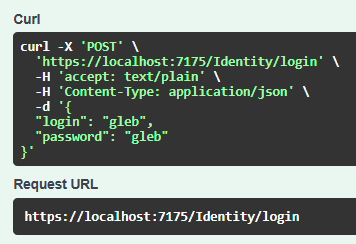 Curl
curl -X 'POST' \
'https://localhost:7175/Identity/login' \
-H 'accept: text/plain' \
-H 'Content-Type: application/json' \
-d '{
"login": "gleb",
"password": "gleb"
}'
Request URL
https://localhost:7175/Identity/login